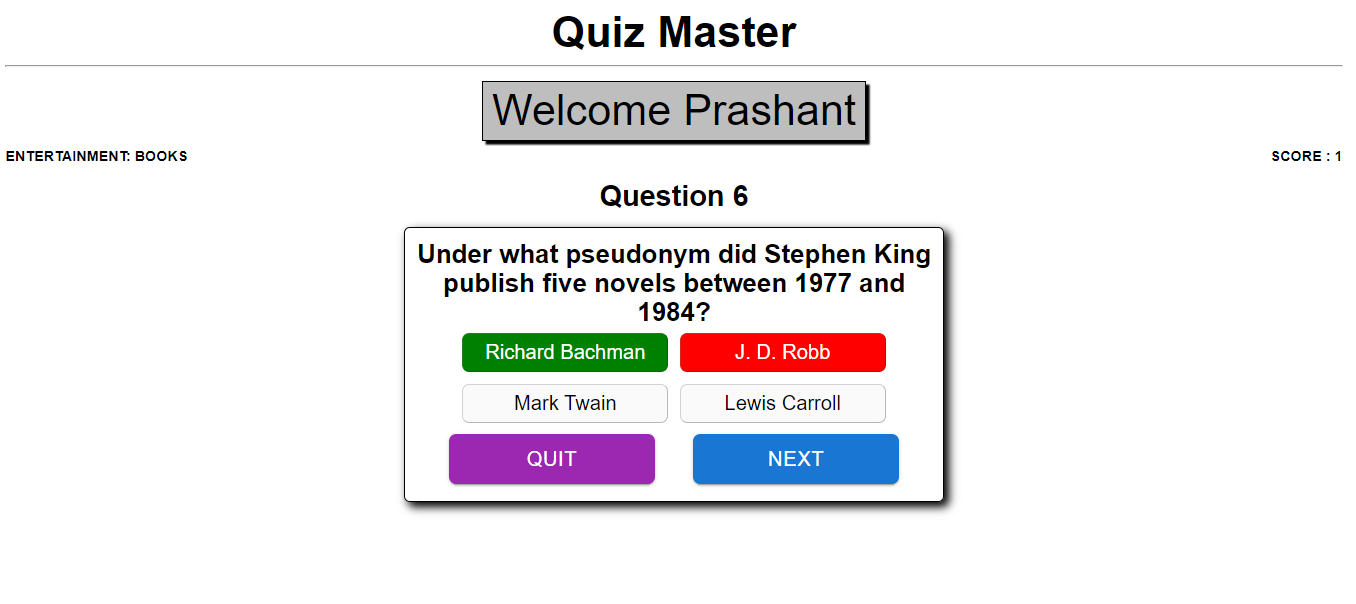 Quiz Master
Welcome Prashant
ENTERTAINMENT: BOOKS
SCORE : 1
Question 6
Under what pseudonym did Stephen King
publish five novels between 1977 and
1984?
Richard Bachman
J. D. Robb
Mark Twain
Lewis Carroll
QUIT
NEXT